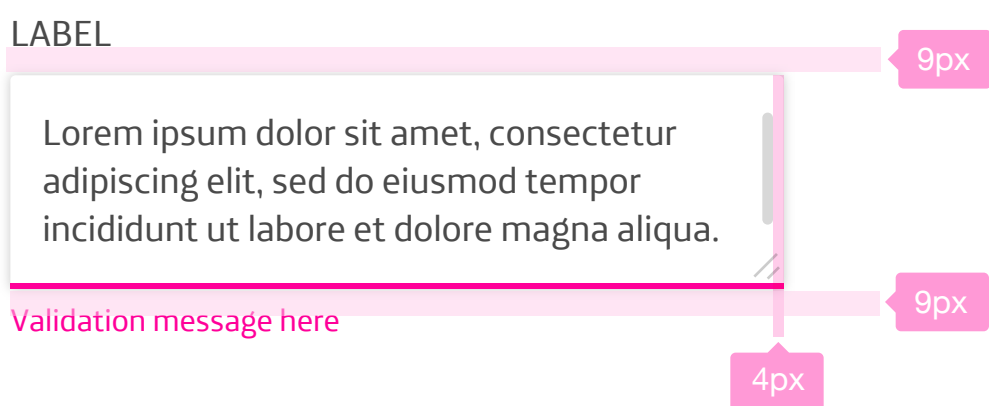 LABEL
9px
Lorem ipsum dolor sit amet, consectetur
adipiscing elit, sed do eiusmod tempor
incididunt ut labore et dolore magna aliqua.
9px
Validation message here
4px